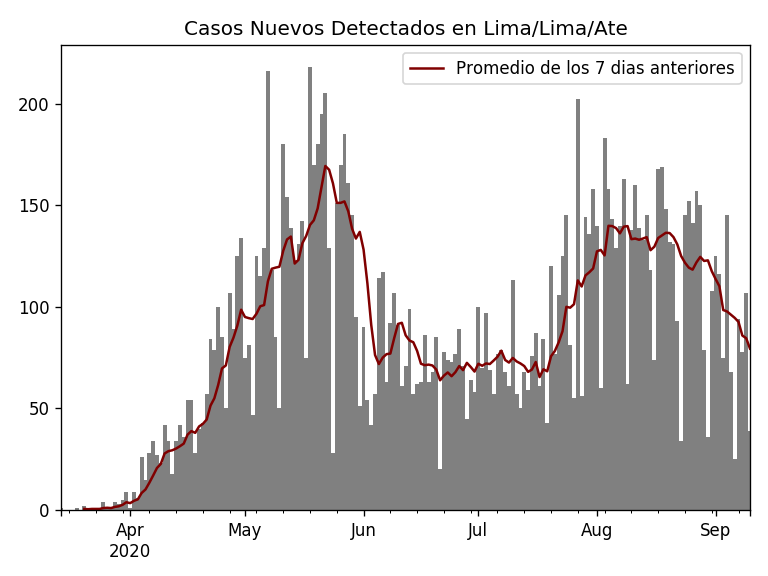 Casos Nuevos Detectados en Lima/Lima/Ate
Promedio de los 7 dias anteriores
200
150
100
50
0
Apr May Jun Jul Aug Sep
2020